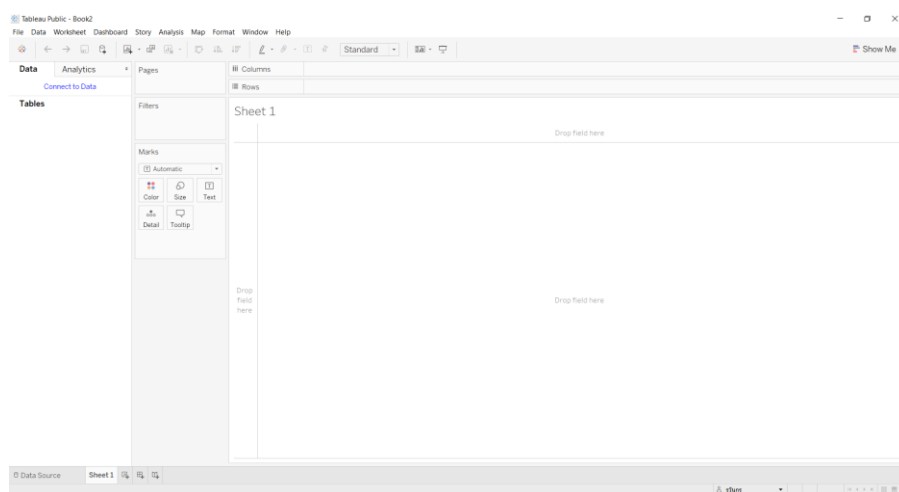 Tableau Public - Book2
File Data Worksheet Dashboard Story Analysis Map Format Window Help
Standard
Show Me
Data Analytics
Connect to Data
Tables
Pages
Filters
Marks
Automatic
Color Size Text
Detail Tooltip
Columns
Rows
Sheet 1
Drop field here
Drop
field
here
Drop field here
Data Source Sheet 1